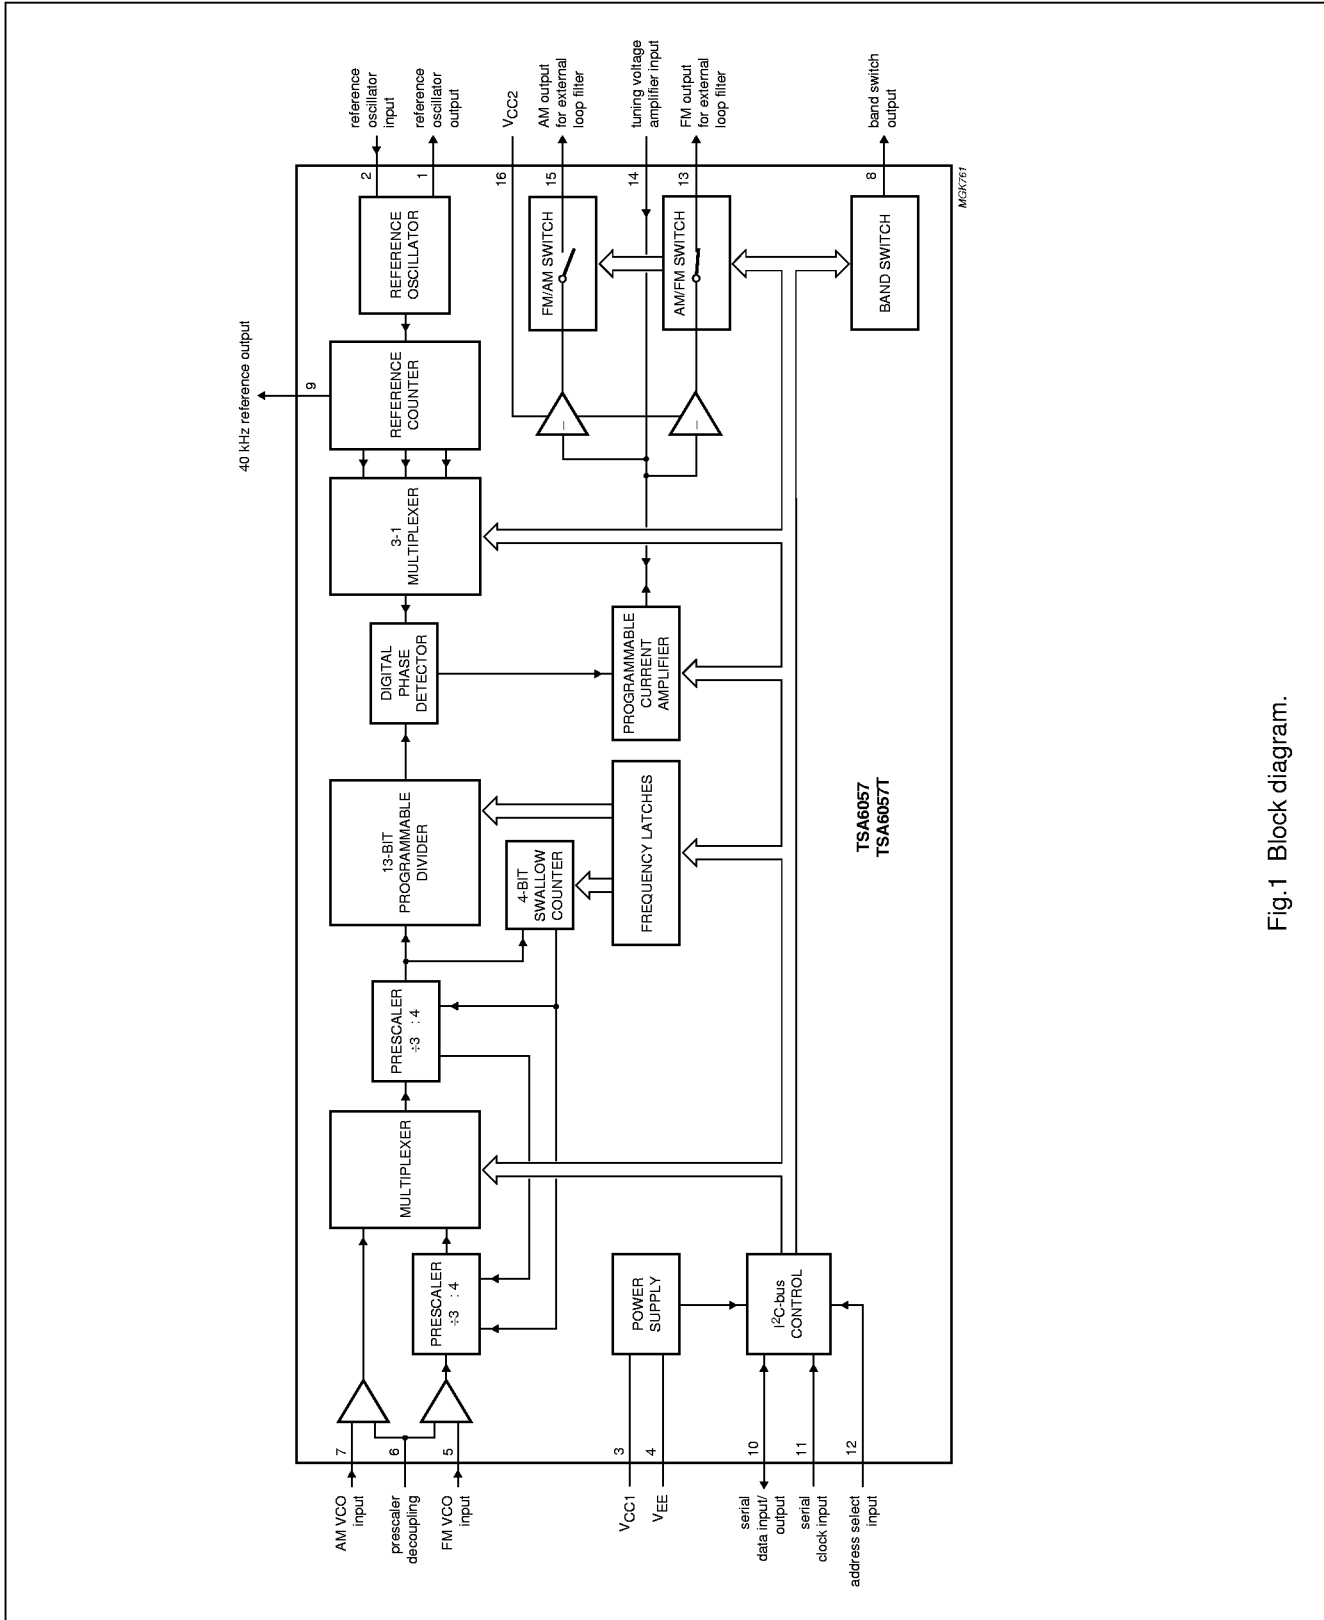 40 kHz reference output
9
reference
oscillator
input
2
reference
oscillator
output
1
VCC2
16
AM output
for external
loop filter
15
tuning voltage
amplifier input
14
FM output
for external
loop filter
13
band switch
output
8
MGK761
REFERENCE
OSCILLATOR
REFERENCE
COUNTER
3-1
MULTIPLEXER
DIGITAL
PHASE
DETECTOR
13-BIT
PROGRAMMABLE
DIVIDER
PRESCALER
÷3 : 4
MULTIPLEXER
PRESCALER
÷3 : 4
4-BIT
SWALLOW
COUNTER
FREQUENCY LATCHES
PROGRAMMABLE
CURRENT
AMPLIFIER
FM/AM SWITCH
AM/FM SWITCH
BAND SWITCH
POWER
SUPPLY
I²C-bus
CONTROL
TSA6057
TSA6057T
AM VCO
input
7
prescaler
decoupling
6
FM VCO
input
5
VCC1
3
VEE
4
serial
data input/
output
10
serial
clock input
11
address select
input
12
Fig.1 Block diagram.